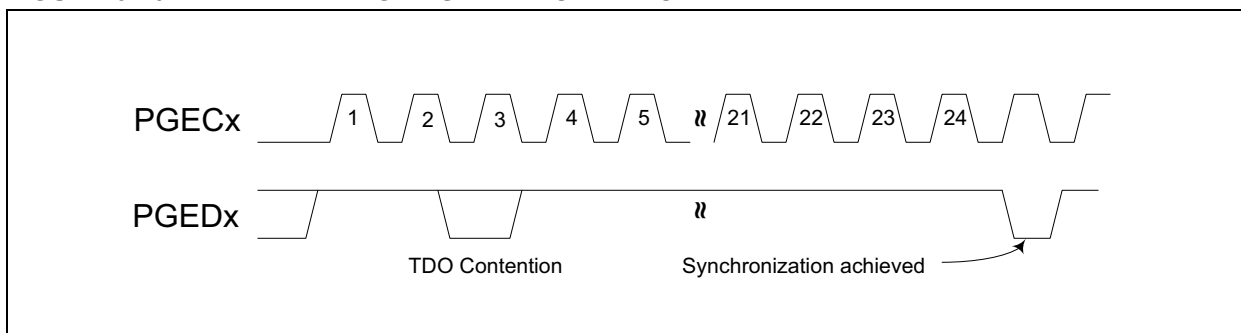 PGECx
1 2 3 4 5 21 22 23 24
PGEDx
TDO Contention
Synchronization achieved